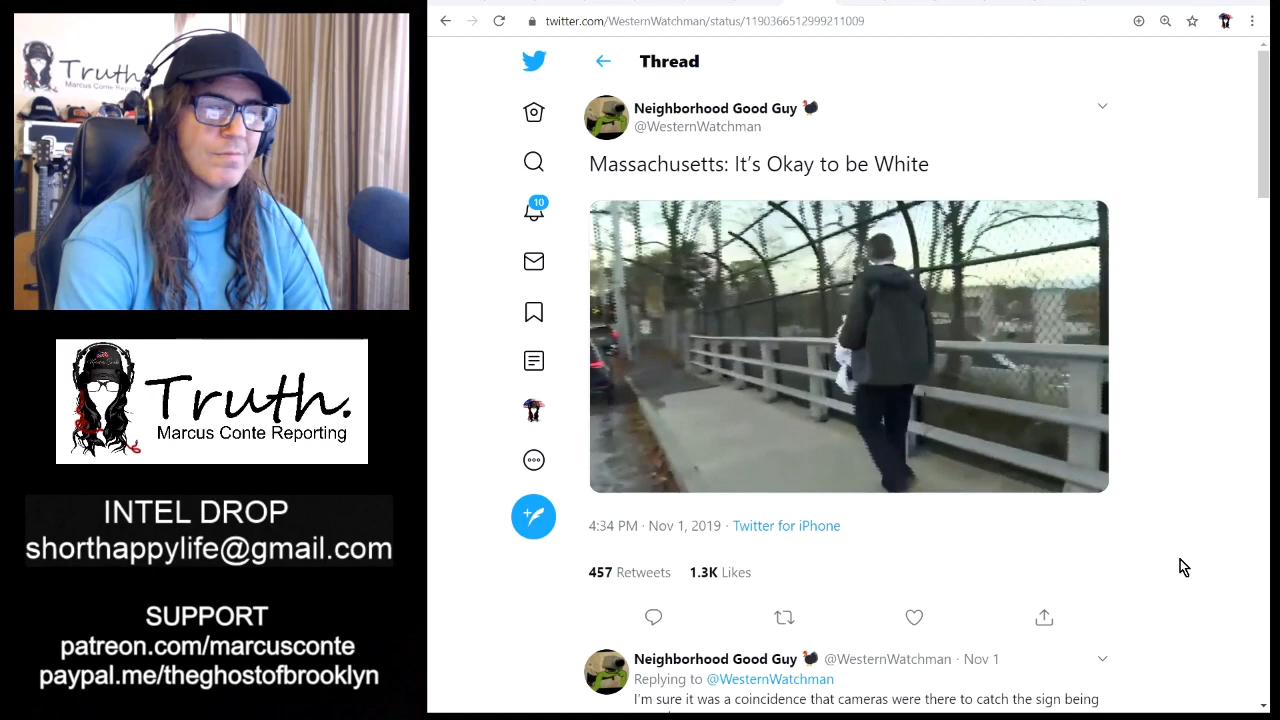 Truth.
Marcus Conte Reporting
Truth.
Marcus Conte Reporting
INTEL DROP
shorthappylife@gmail.com
SUPPORT
patreon.com/marcusconte
paypal.me/theghostofbrooklyn
twitter.com/WesternWatchman/status/1190366512999211009
Thread
Neighborhood Good Guy
@WesternWatchman
Massachusetts: It's Okay to be White
10
4:34 PM · Nov 1, 2019 · Twitter for iPhone
457 Retweets 1.3K Likes
Neighborhood Good Guy @WesternWatchman · Nov 1
Replying to @WesternWatchman
I'm sure it was a coincidence that cameras were there to catch the sign being